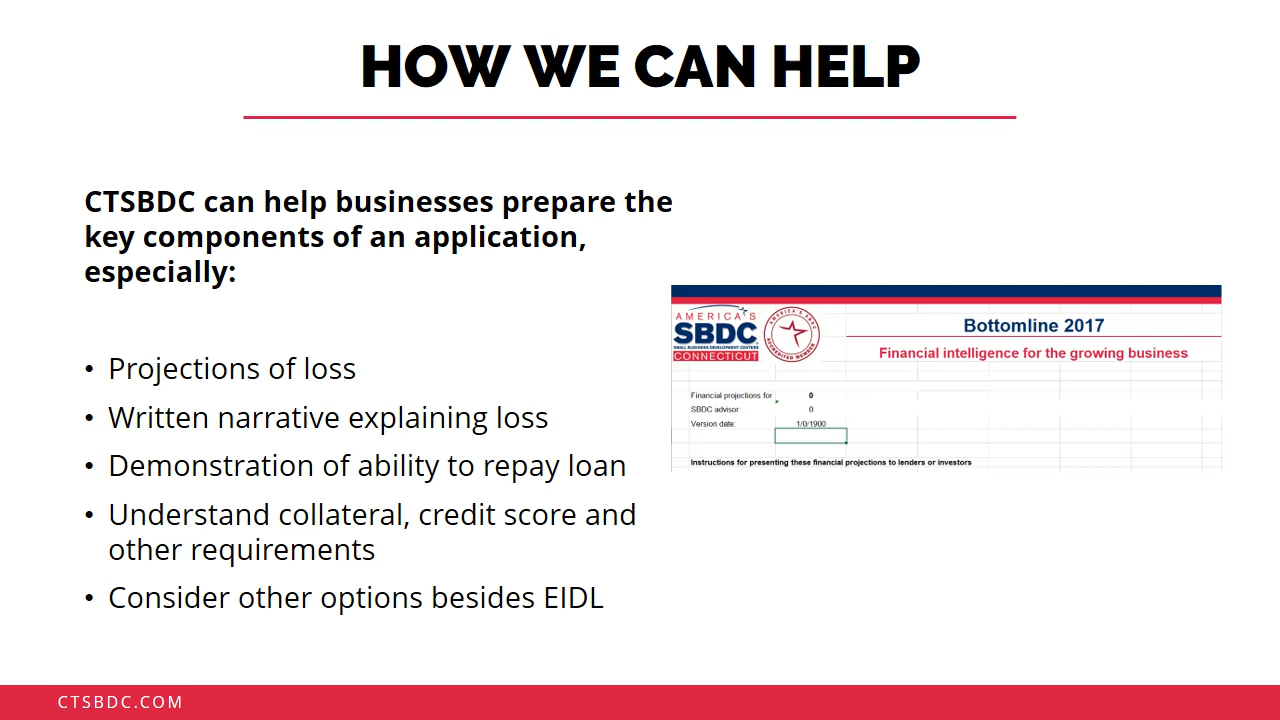 HOW WE CAN HELP
CTSBDC can help businesses prepare the
key components of an application,
especially:
• Projections of loss
• Written narrative explaining loss
• Demonstration of ability to repay loan
• Understand collateral, credit score and
other requirements
• Consider other options besides EIDL
AMERICA'S
SBDC
SMALL BUSINESS DEVELOPMENT CENTERS
CONNECTICUT
AMERICA'S SBDC
ACCREDITED MEMBER
Bottomline 2017
Financial intelligence for the growing business
Financial projections for 0
SBDC advisor: 0
Version date: 1/0/1900
Instructions for presenting these financial projections to lenders or investors
CTSBDC.COM